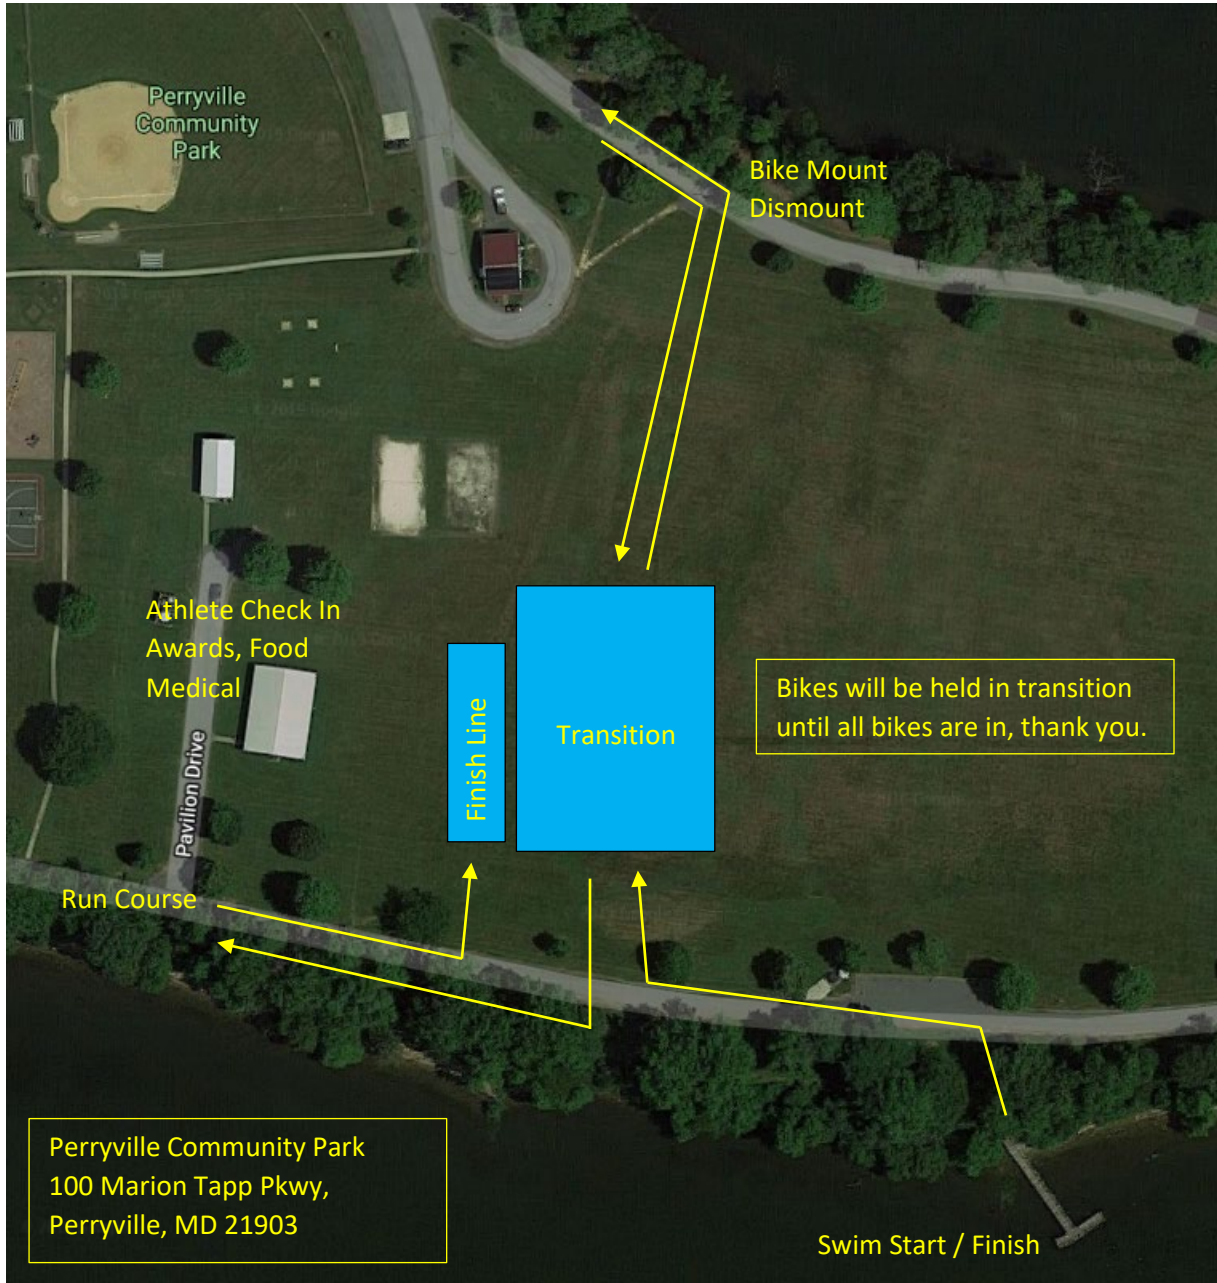 Perryville
Community
Park
Bike Mount
Dismount
Athlete Check In
Awards, Food
Medical
Finish Line
Transition
Bikes will be held in transition
until all bikes are in, thank you.
Pavilion Drive
Run Course
Perryville Community Park
100 Marion Tapp Pkwy,
Perryville, MD 21903
Swim Start / Finish